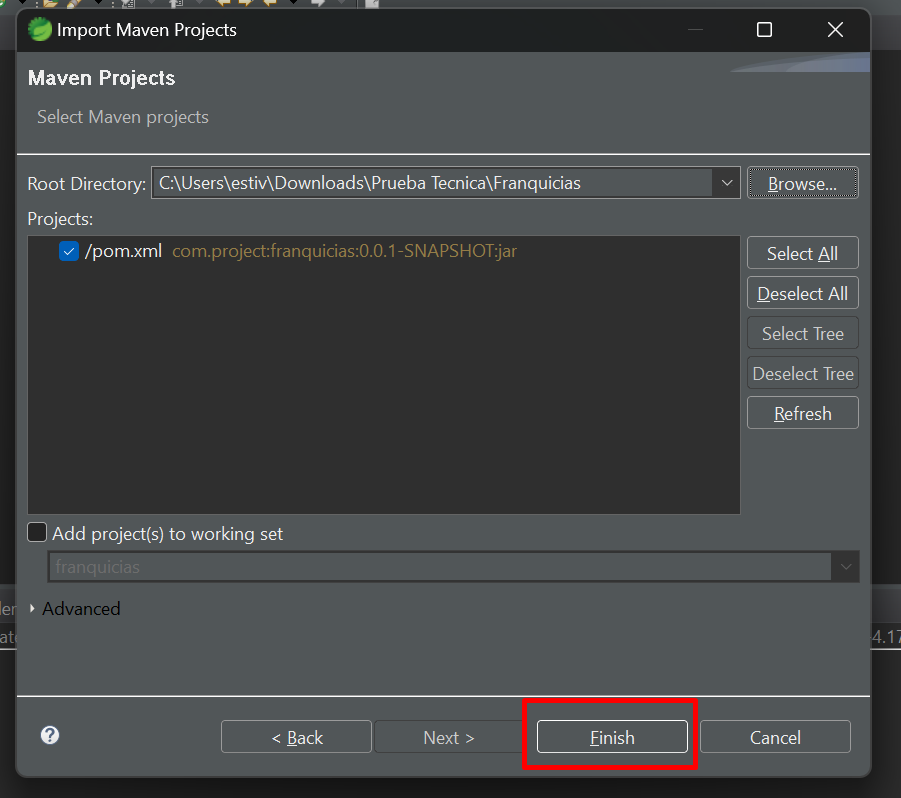 Import Maven Projects
Maven Projects
Select Maven projects
Root Directory: C:\Users\estiv\Downloads\Prueba Tecnica\Franquicias Browse...
Projects:
/pom.xml com.project:franquicias:0.0.1-SNAPSHOT:jar
Select All
Deselect All
Select Tree
Deselect Tree
Refresh
Add project(s) to working set
franquicias
Advanced
4.17
? < Back Next > Finish Cancel